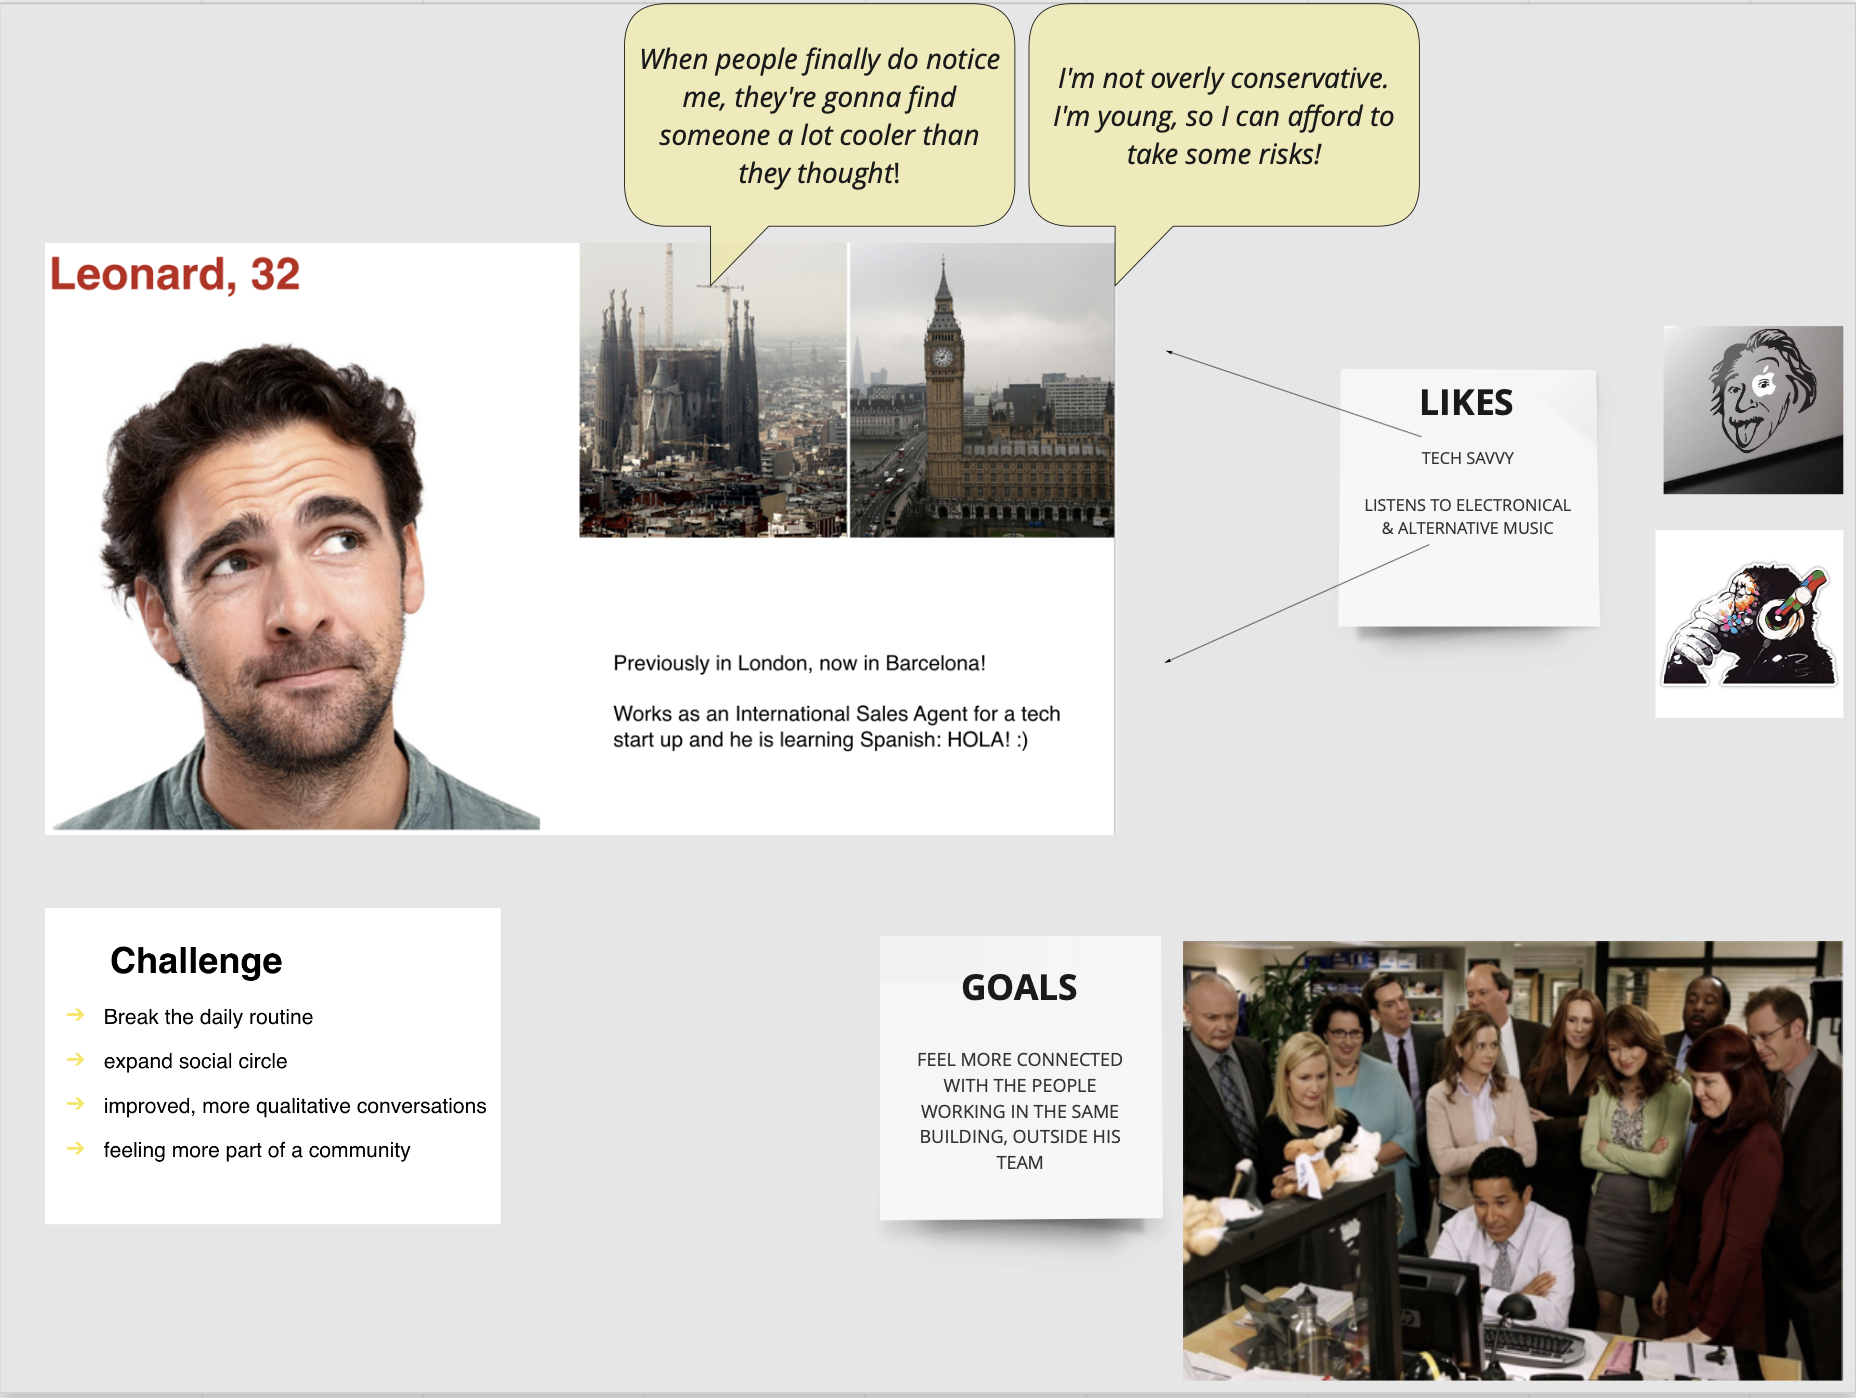 When people finally do notice
me, they're gonna find
someone a lot cooler than
they thought!
I'm not overly conservative.
I'm young, so I can afford to
take some risks!
Leonard, 32
Previously in London, now in Barcelona!
Works as an International Sales Agent for a tech
start up and he is learning Spanish: HOLA! :)
LIKES
TECH SAVVY
LISTENS TO ELECTRONICAL
& ALTERNATIVE MUSIC
Challenge
Break the daily routine
expand social circle
improved, more qualitative conversations
feeling more part of a community
GOALS
FEEL MORE CONNECTED
WITH THE PEOPLE
WORKING IN THE SAME
BUILDING, OUTSIDE HIS
TEAM